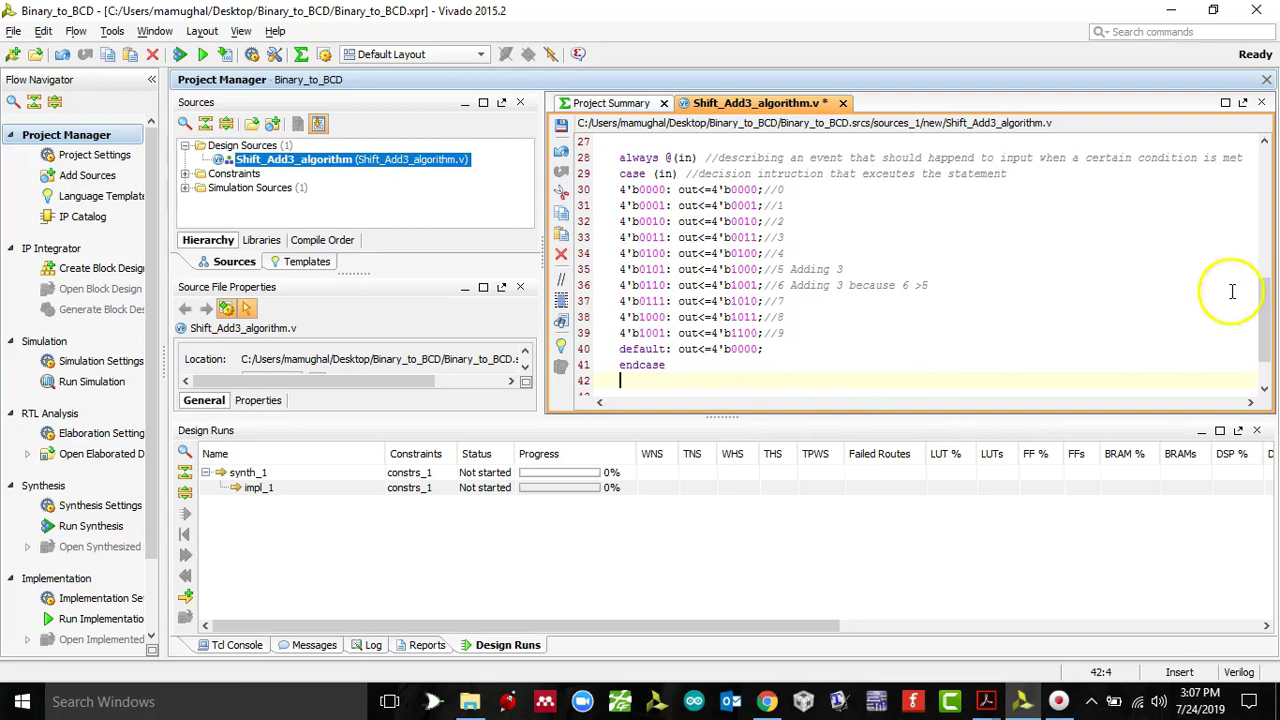 Binary_to_BCD - [C:/Users/mamughal/Desktop/Binary_to_BCD/Binary_to_BCD.xpr] - Vivado 2015.2
File Edit Flow Tools Window Layout View Help
Search commands
Default Layout
Ready
Flow Navigator
Project Manager
Project Settings
Add Sources
Language Template
IP Catalog
IP Integrator
Create Block Design
Open Block Design
Generate Block Des
Simulation
Simulation Settings
Run Simulation
RTL Analysis
Elaboration Setting
Open Elaborated D
Synthesis
Synthesis Settings
Run Synthesis
Open Synthesized
Implementation
Implementation Se
Run Implementatio
Open Implemented
Project Manager - Binary_to_BCD
Sources
Design Sources (1)
Shift_Add3_algorithm (Shift_Add3_algorithm.v)
Constraints
Simulation Sources (1)
Hierarchy Libraries Compile Order
Sources Templates
Source File Properties
Shift_Add3_algorithm.v
Location: C:/Users/mamughal/Desktop/Binary_to_BCD/Binary_to_BCD.s
General Properties
Project Summary Shift_Add3_algorithm.v *
C:/Users/mamughal/Desktop/Binary_to_BCD/Binary_to_BCD.srcs/sources_1/new/Shift_Add3_algorithm.v
27
28 always @(in) //describing an event that should happend to input when a certain condition is met
29 case (in) //decision intruction that exceutes the statement
30 4'b0000: out<=4'b0000;//0
31 4'b0001: out<=4'b0001;//1
32 4'b0010: out<=4'b0010;//2
33 4'b0011: out<=4'b0011;//3
34 4'b0100: out<=4'b0100;//4
35 4'b0101: out<=4'b1000;//5 Adding 3
36 4'b0110: out<=4'b1001;//6 Adding 3 because 6 >5
37 4'b0111: out<=4'b1010;//7
38 4'b1000: out<=4'b1011;//8
39 4'b1001: out<=4'b1100;//9
40 default: out<=4'b0000;
41 endcase
42
Design Runs
Name Constraints Status Progress WNS TNS WHS THS TPWS Failed Routes LUT % LUTs FF % FFs BRAM % BRAMs DSP % D
synth_1 constrs_1 Not started 0%
impl_1 constrs_1 Not started 0%
Tcl Console Messages Log Reports Design Runs
42:4 Insert Verilog
Search Windows
3:07 PM
7/24/2019